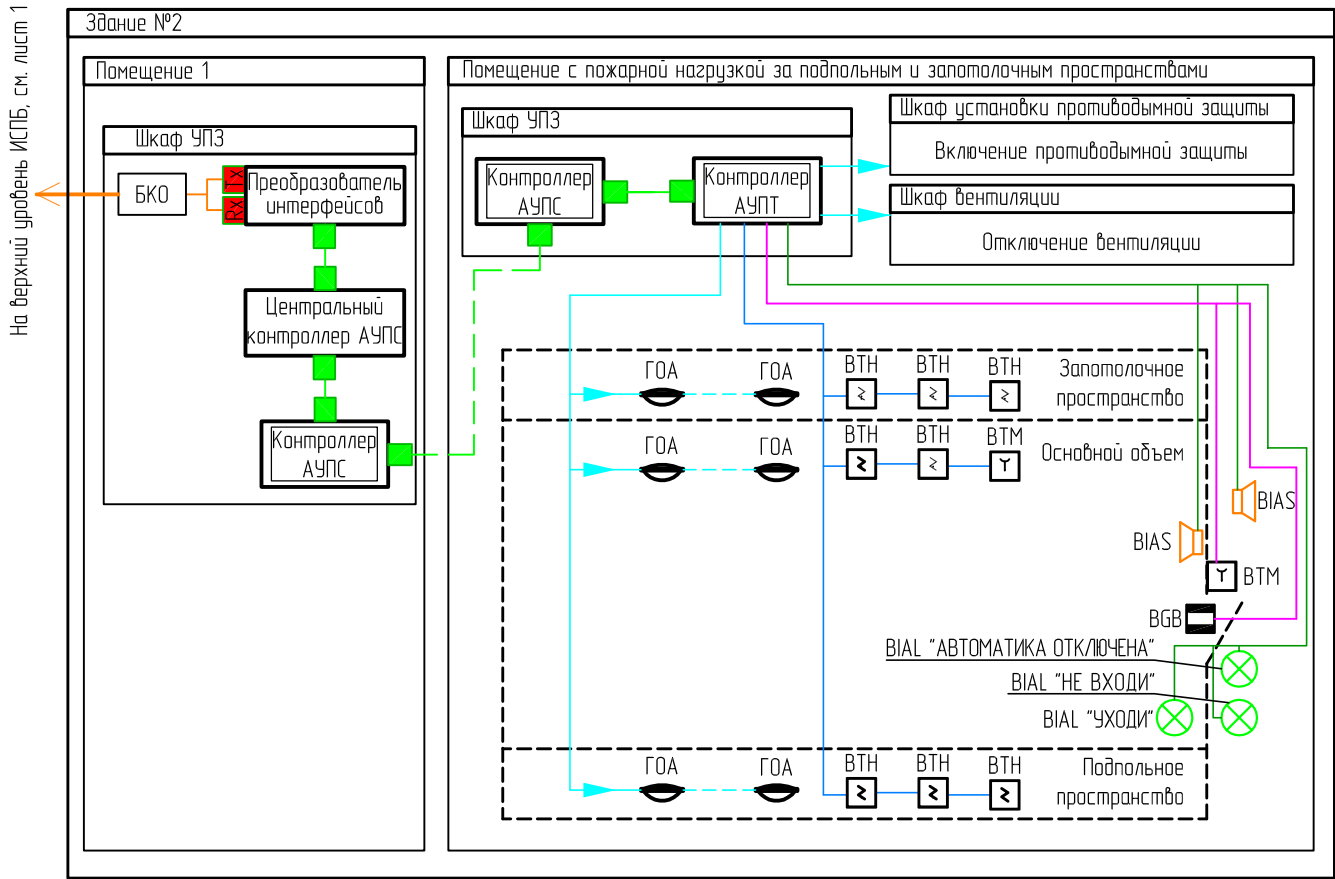 На верхний уровень ИСПБ, см. лист 1
Здание №2
Помещение 1
Шкаф УПЗ
БКО
Tx
Rx
Преобразователь
интерфейсов
Центральный
контроллер АУПС
Контроллер
АУПС
Помещение с пожарной нагрузкой за подпольным и запотолочным пространствами
Шкаф УПЗ
Контроллер
АУПС
Контроллер
АУПТ
Шкаф установки противодымной защиты
Включение противодымной защиты
Шкаф вентиляции
Отключение вентиляции
ГОА
ГОА
ВТН
ВТН
ВТН
Запотолочное
пространство
ГОА
ГОА
ВТН
ВТН
ВТМ
Основной объем
BIAS
BIAS
ВТМ
BGB
BIAL "АВТОМАТИКА ОТКЛЮЧЕНА"
BIAL "НЕ ВХОДИ"
BIAL "УХОДИ"
ГОА
ГОА
ВТН
ВТН
ВТН
Подпольное
пространство